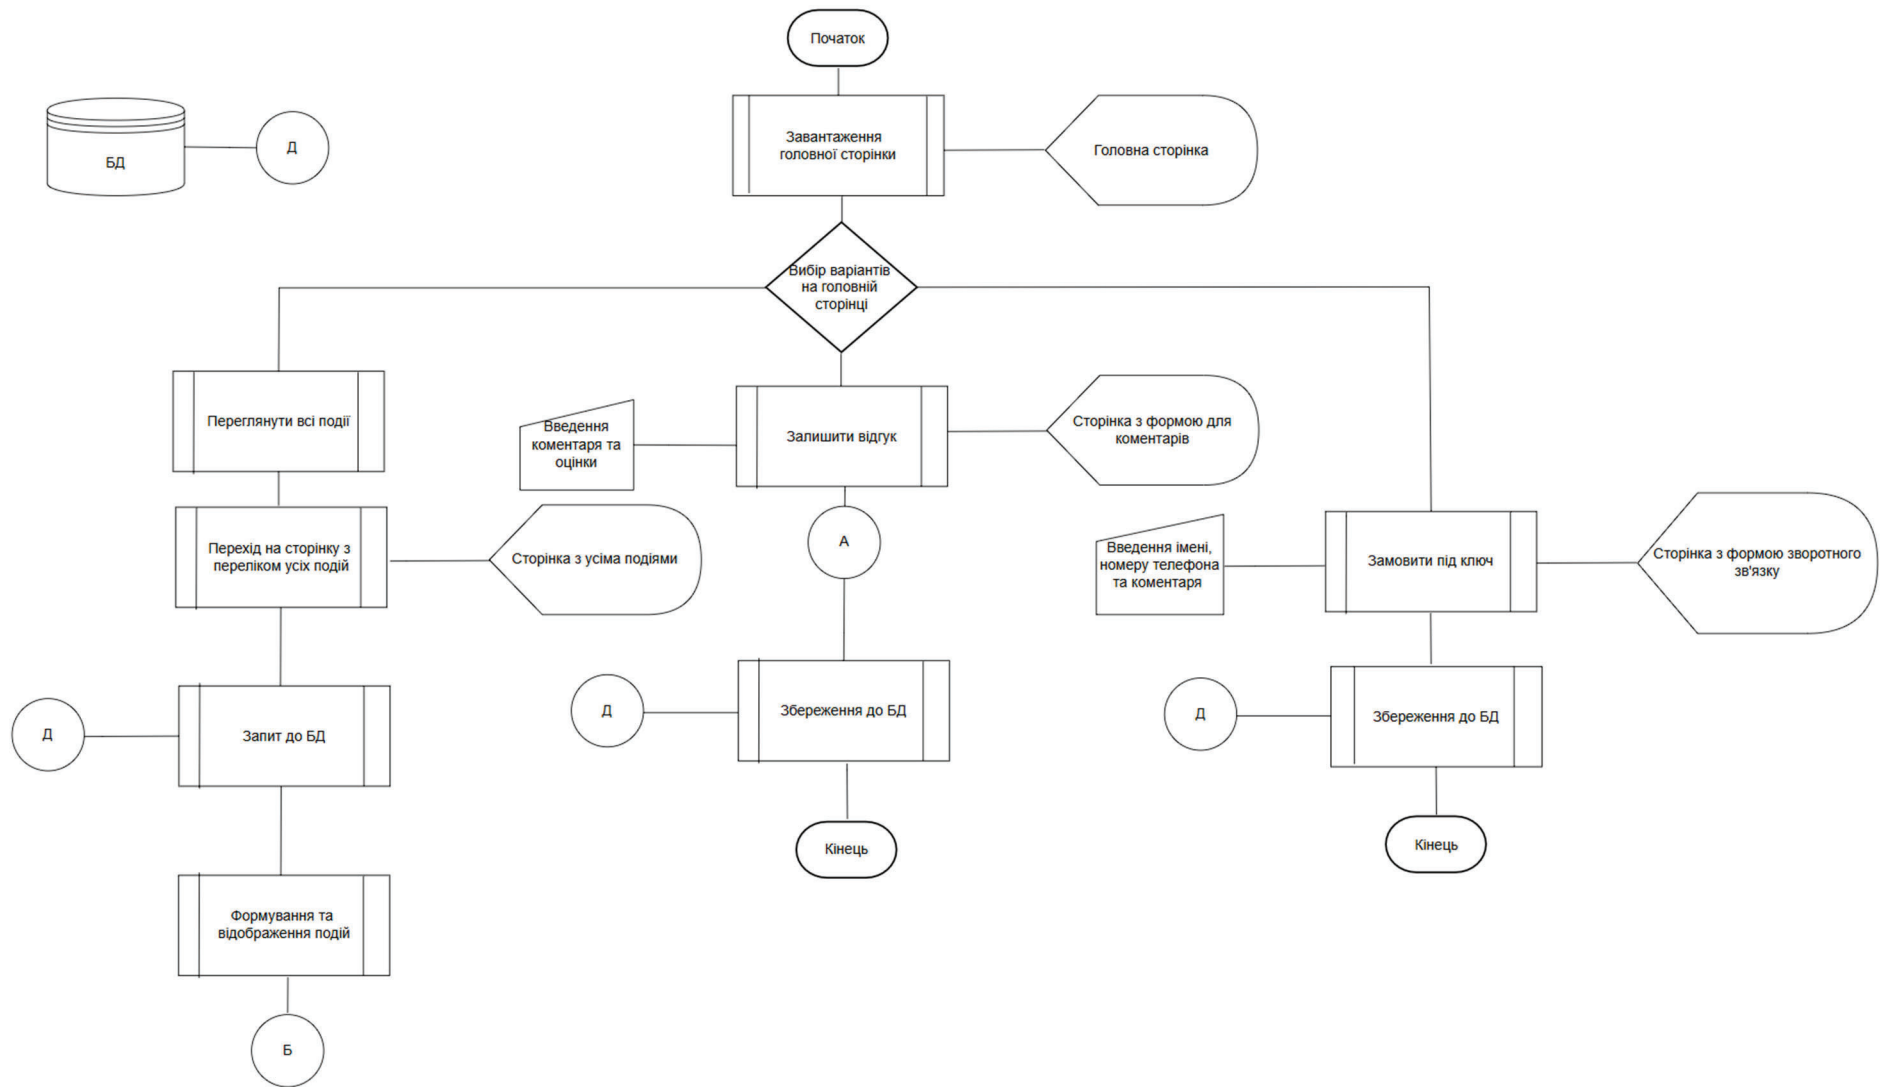 Початок
Завантаження
головної сторінки
Головна сторінка
БД
Д
Вибір варіантів
на головній
сторінці
Переглянути всі події
Введення
коментаря та
оцінки
Залишити відгук
Сторінка з формою для
коментарів
Перехід на сторінку з
переліком усіх подій
Сторінка з усіма подіями
А
Введення імені,
номеру телефона
та коментаря
Замовити під ключ
Сторінка з формою зворотного
зв'язку
Д
Запит до БД
Д
Збереження до БД
Д
Збереження до БД
Кінець
Кінець
Формування та
відображення подій
Б